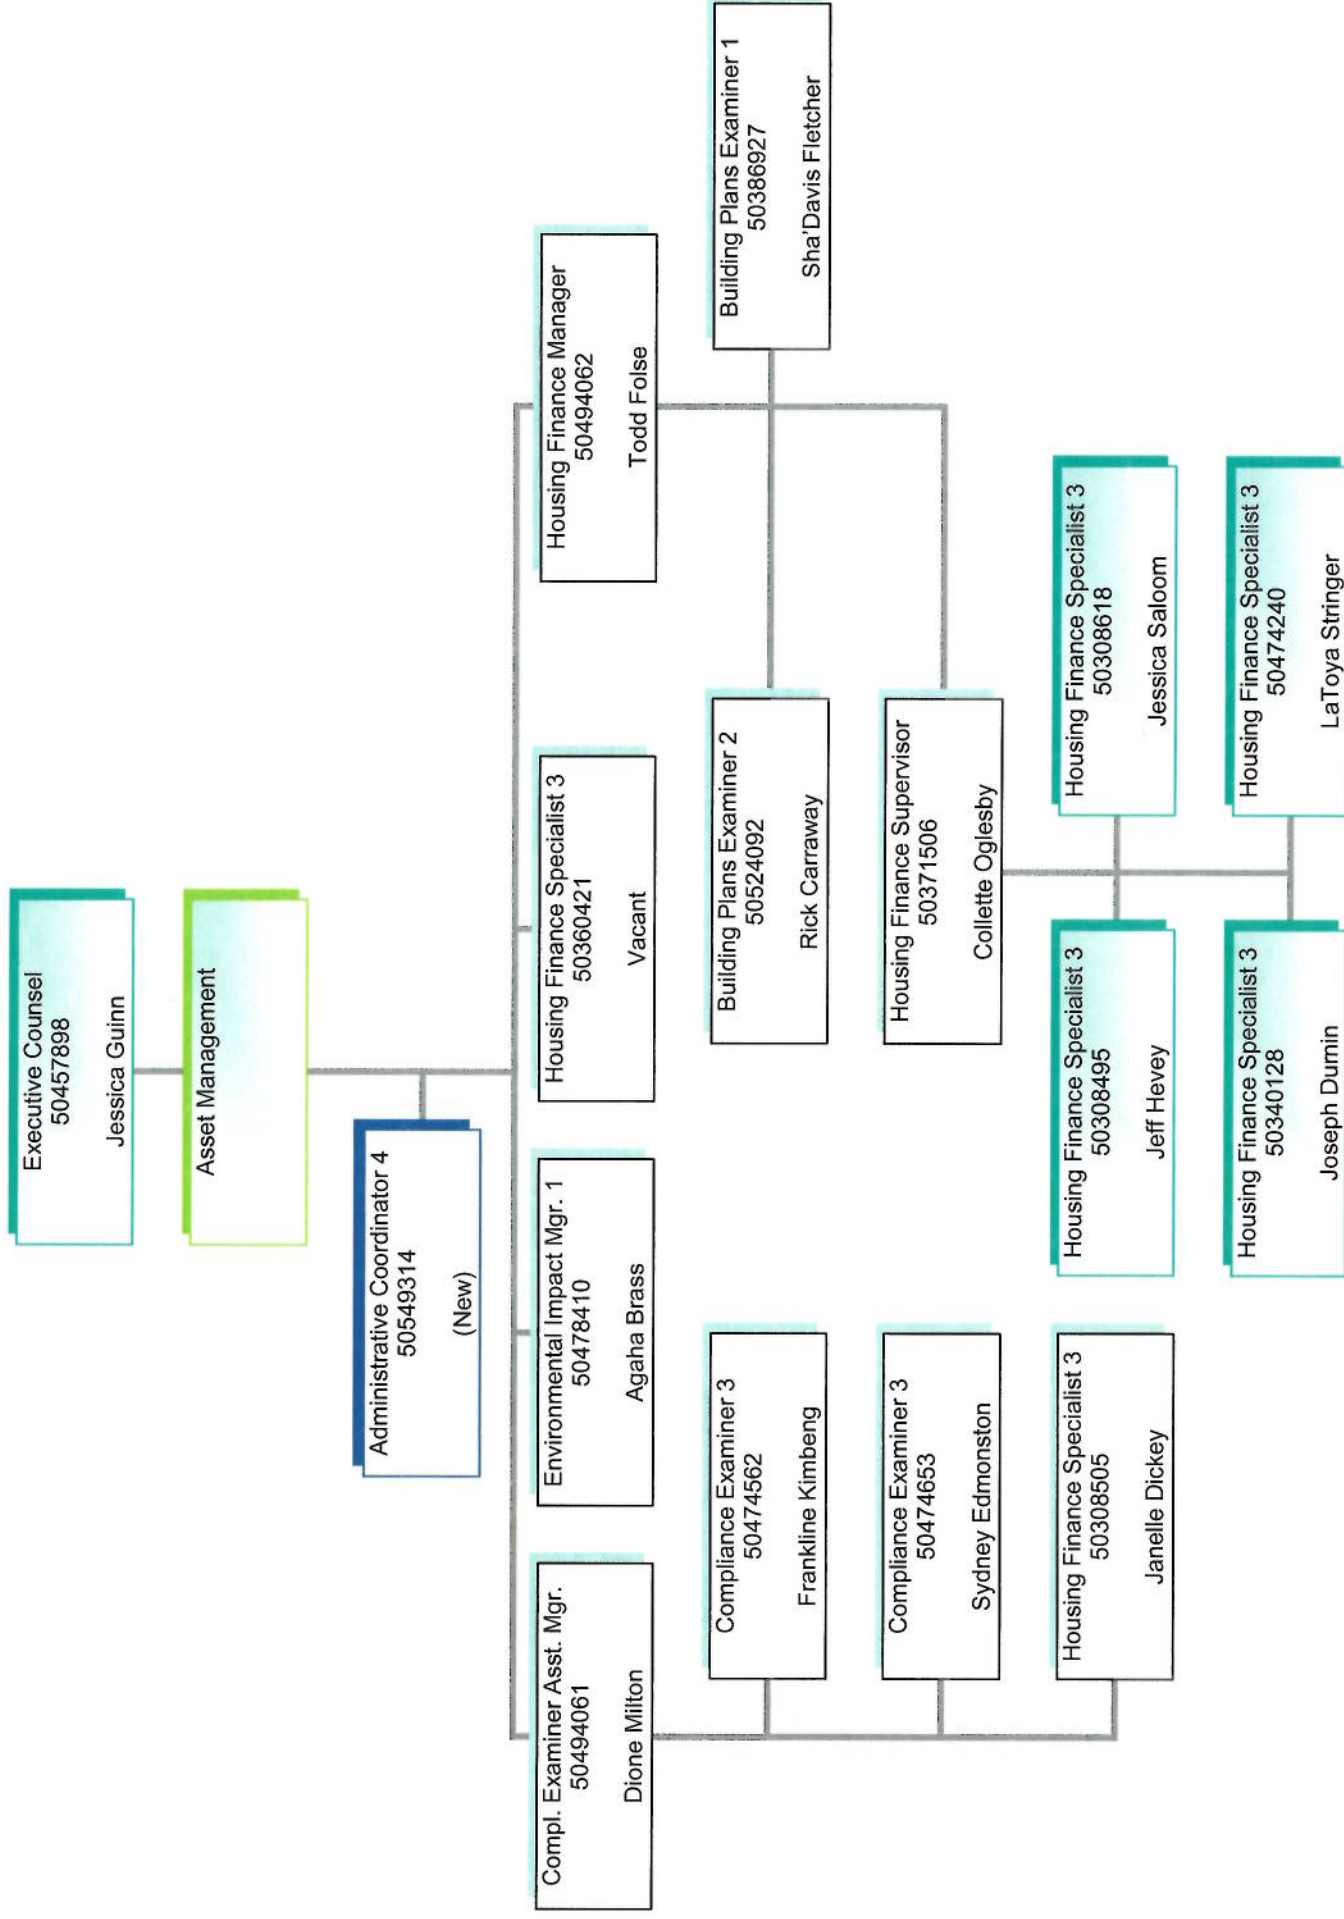 Executive Counsel
50457898
Jessica Guinn
Asset Management
Administrative Coordinator 4
50549314
(New)
Compl. Examiner Asst. Mgr.
50494061
Dione Milton
Environmental Impact Mgr. 1
50478410
Agaha Brass
Housing Finance Specialist 3
50360421
Vacant
Housing Finance Manager
50494062
Todd Folse
Compliance Examiner 3
50474562
Frankline Kimbeng
Building Plans Examiner 2
50524092
Rick Carraway
Building Plans Examiner 1
50386927
Sha'Davis Fletcher
Compliance Examiner 3
50474653
Sydney Edmonston
Housing Finance Supervisor
50371506
Collette Oglesby
Housing Finance Specialist 3
50308505
Janelle Dickey
Housing Finance Specialist 3
50308495
Jeff Hevey
Housing Finance Specialist 3
50308618
Jessica Saloom
Housing Finance Specialist 3
50340128
Joseph Durnin
Housing Finance Specialist 3
50474240
LaToya Stringer